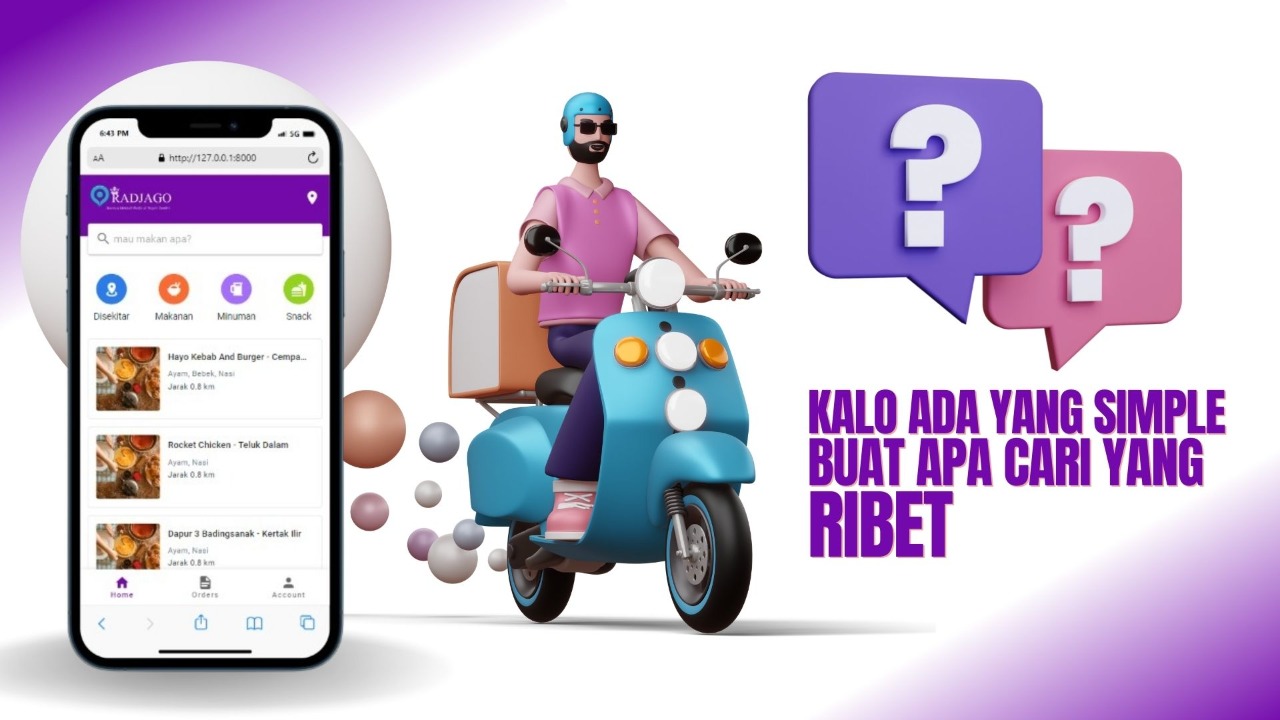 6:43 PM
5G
AA
http://127.0.0.1:8000
RADJAGO
mau makan apa?
Disekitar
Makanan
Minuman
Snack
Hayo Kebab And Burger - Cempa...
Ayam, Bebek, Nasi
Jarak 0.8 km
Rocket Chicken - Teluk Dalam
Ayam, Nasi
Jarak 0.8 km
Dapur 3 Badingsanak - Kertak Ilir
Ayam, Nasi
Jarak 0.8 km
Home
Orders
Account
?
?
KALO ADA YANG SIMPLE
BUAT APA CARI YANG
RIBET